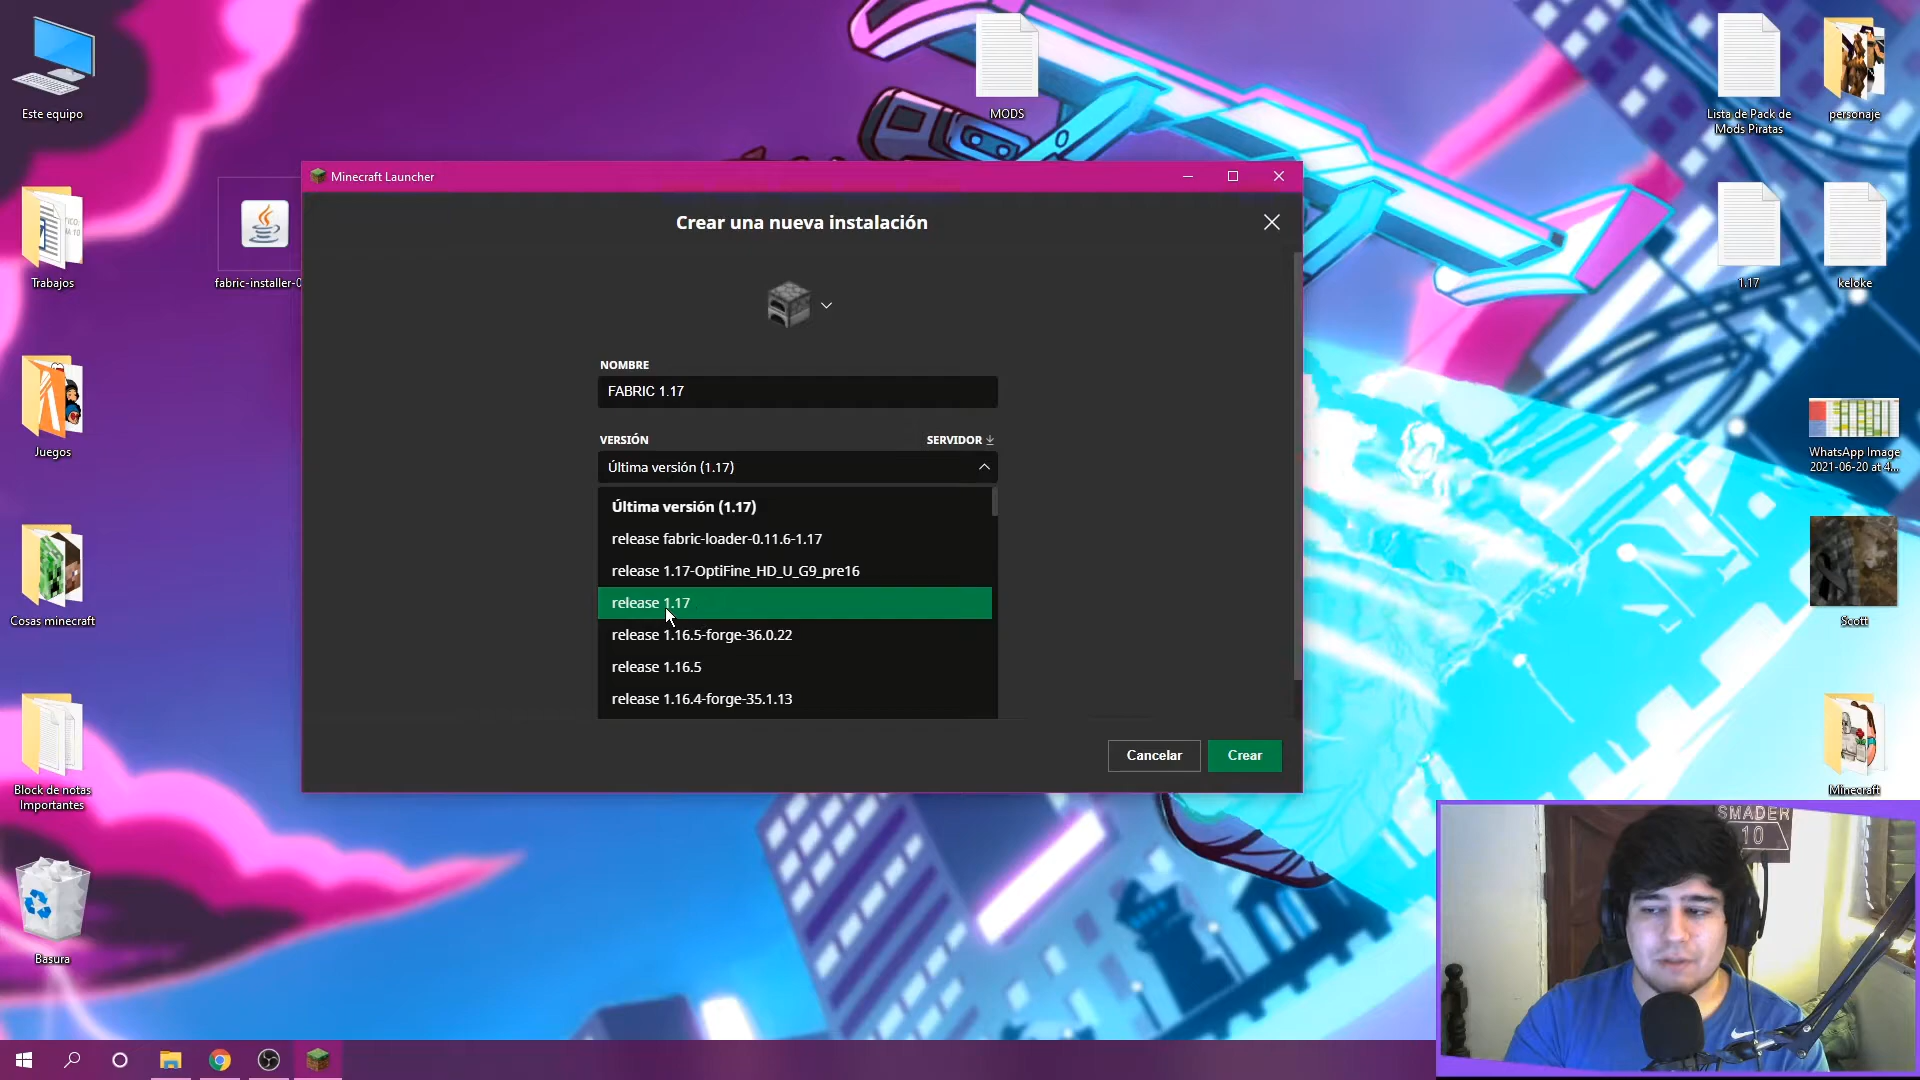 Este equipo
MODS
Lista de Pack de
Mods Piratas
personaje
Minecraft Launcher
Crear una nueva instalación
Trabajos
fabric-installer-0
1.17
keloke
NOMBRE
FABRIC 1.17
VERSIÓN
SERVIDOR
Última versión (1.17)
Última versión (1.17)
release fabric-loader-0.11.6-1.17
release 1.17-OptiFine_HD_U_G9_pre16
release 1.17
release 1.16.5-forge-36.0.22
release 1.16.5
release 1.16.4-forge-35.1.13
Juegos
WhatsApp Image
2021-06-20 at 4...
Cosas minecraft
Scott
Cancelar
Crear
Block de notas
Importantes
Minecraft
SMADER
10
Basura